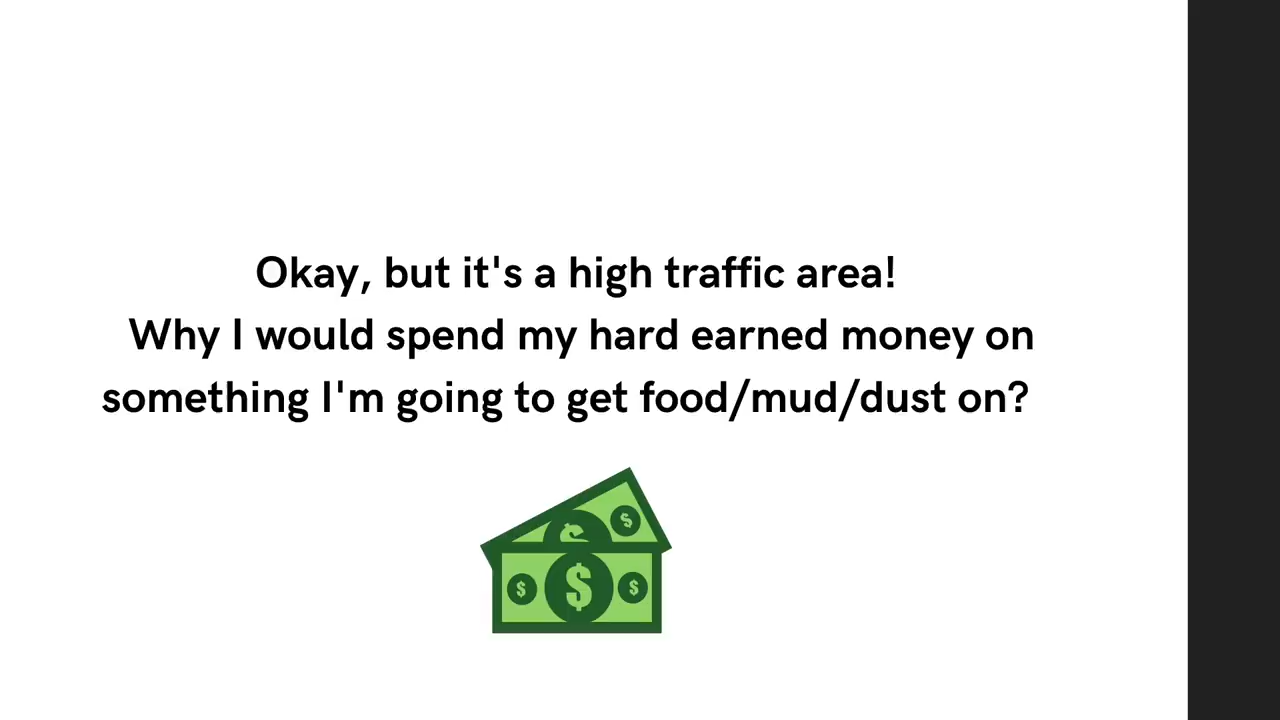 Okay, but it's a high traffic area!
Why I would spend my hard earned money on
something I'm going to get food/mud/dust on?
$
$
$ $ $